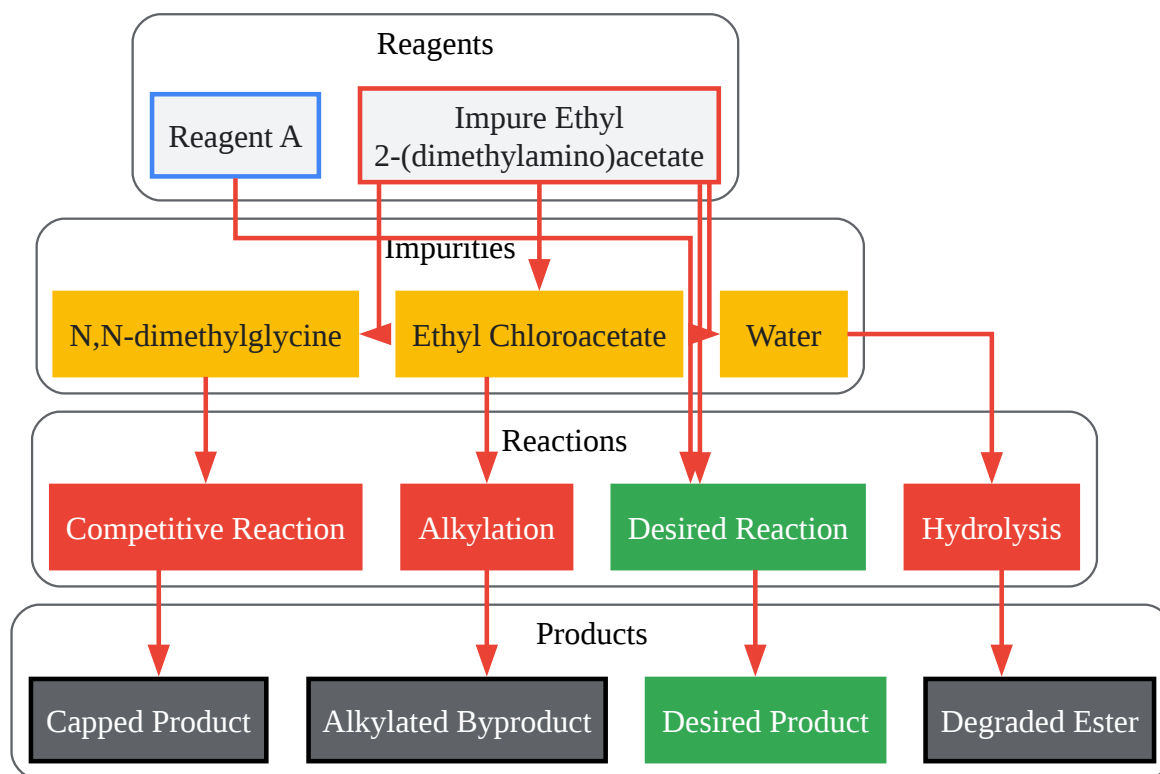 Reagents
Reagent A
Impure Ethyl
2-(dimethylamino)acetate
Impurities
N,N-dimethylglycine
Ethyl Chloroacetate
Water
Reactions
Competitive Reaction
Alkylation
Desired Reaction
Hydrolysis
Products
Capped Product
Alkylated Byproduct
Desired Product
Degraded Ester